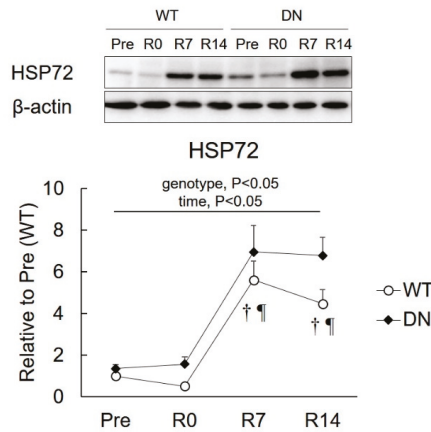 WT DN
Pre R0 R7 R14 Pre R0 R7 R14
HSP72
β-actin
HSP72
genotype, P<0.05
time, P<0.05
Relative to Pre (WT)
10
8
6
4
2
0
† ¶
† ¶
WT
DN
Pre R0 R7 R14